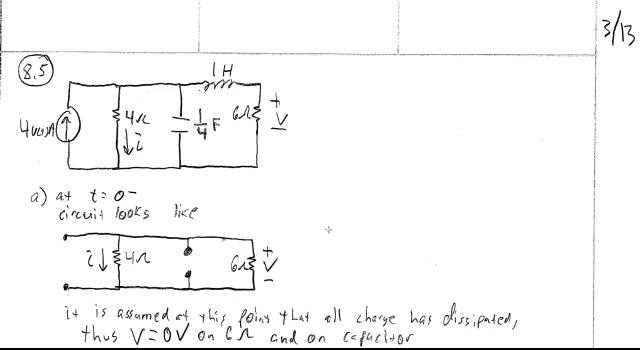 3/13
8.5
1H
4Ω
1/4 F
6Ω
+
V
-
4u(t)A
i
a) at t=0-
circuit looks like
i
4Ω
6Ω
+
V
-
it is assumed at this point that all charge has dissipated,
thus V=0V on 6Ω and on capacitor